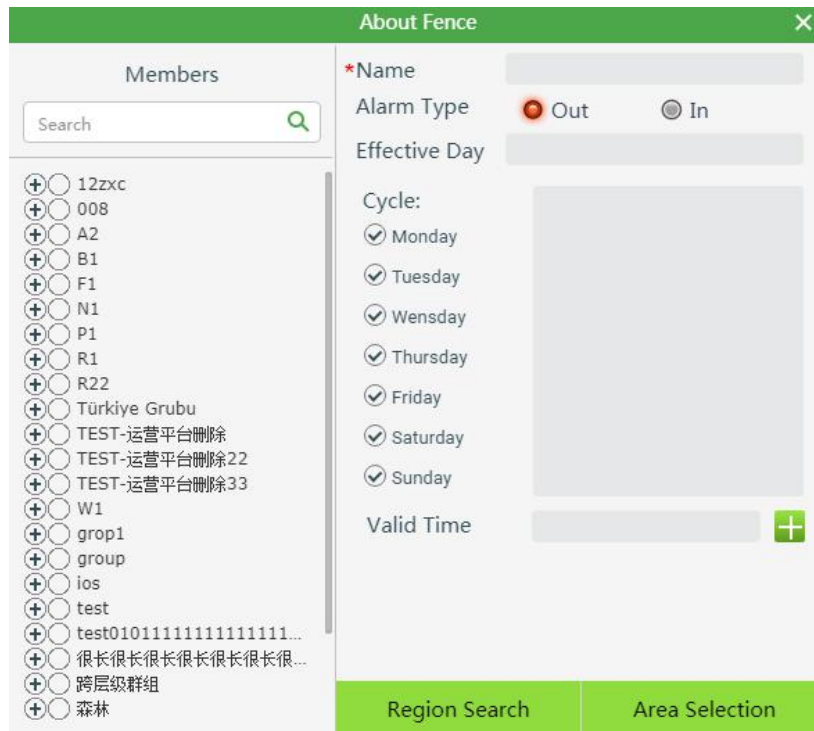 About Fence
Members
Search
12zxc
008
A2
B1
F1
N1
P1
R1
R22
Türkiye Grubu
TEST-运营平台删除
TEST-运营平台删除22
TEST-运营平台删除33
W1
grop1
group
ios
test
test01011111111111111...
很长很长很长很长很长很长很...
跨层级群组
森林
*Name
Alarm Type Out In
Effective Day
Cycle:
Monday
Tuesday
Wensday
Thursday
Friday
Saturday
Sunday
Valid Time
Region Search Area Selection